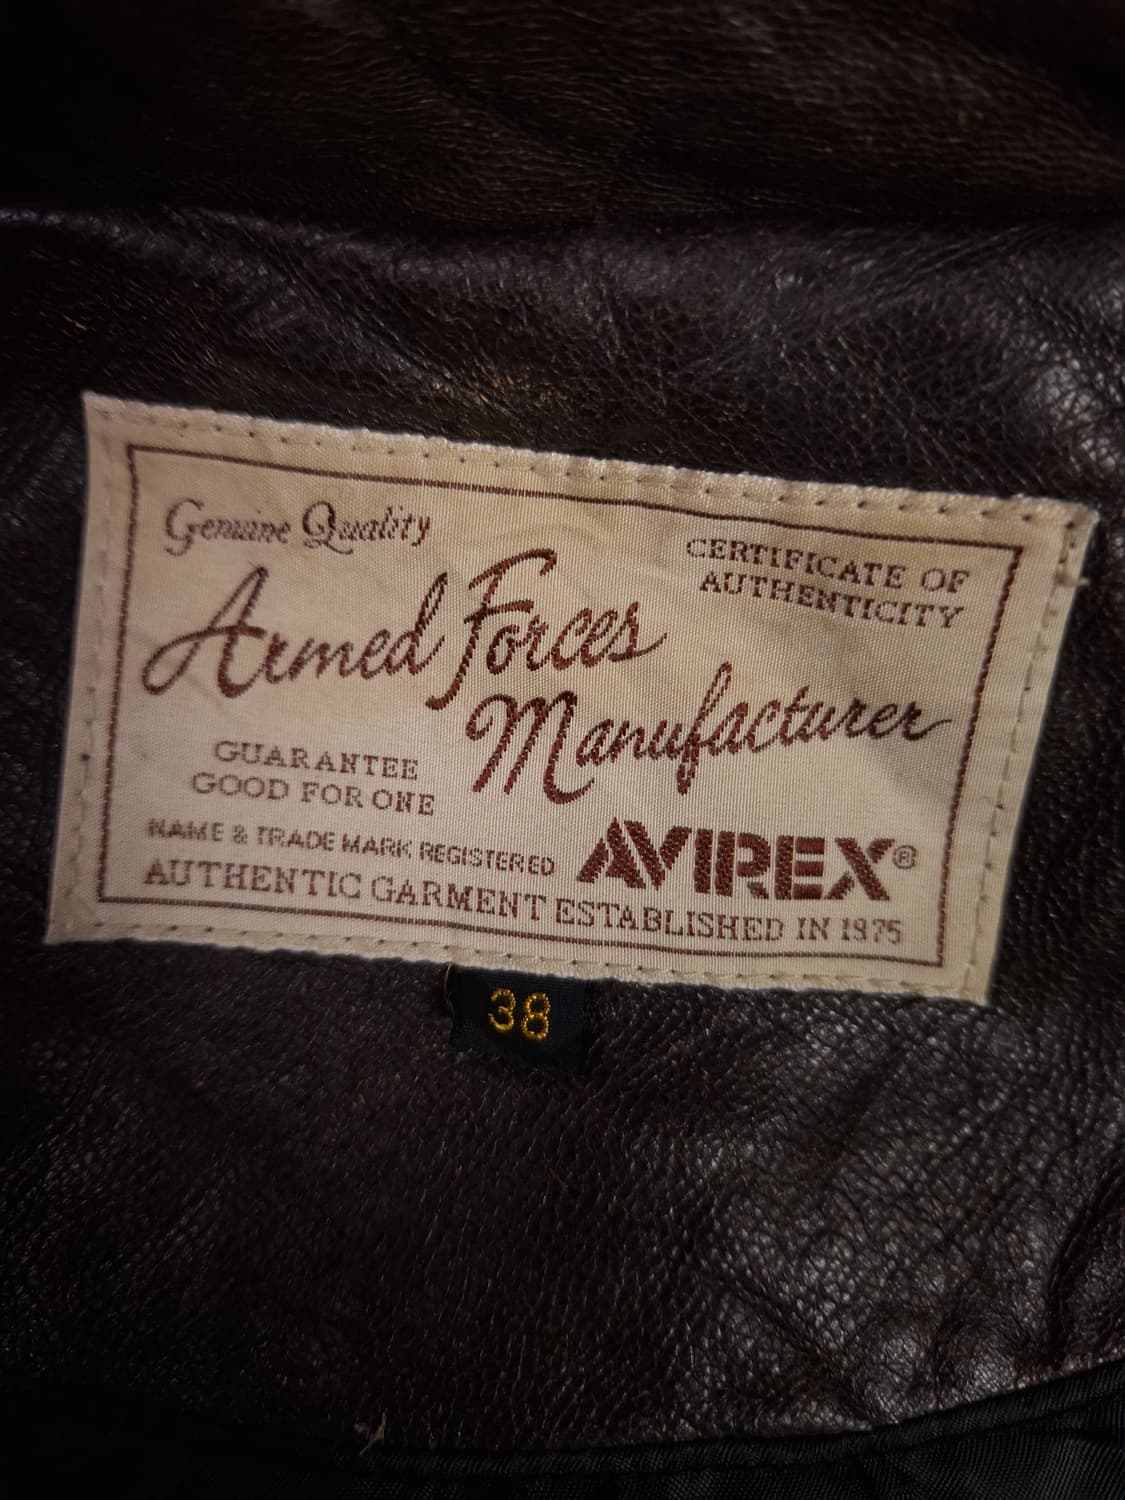 Genuine Quality
CERTIFICATE OF
AUTHENTICITY
Armed Forces
Manufacturer
GUARANTEE
GOOD FOR ONE
NAME & TRADE MARK REGISTERED
AVIREX®
AUTHENTIC GARMENT ESTABLISHED IN 1975
38